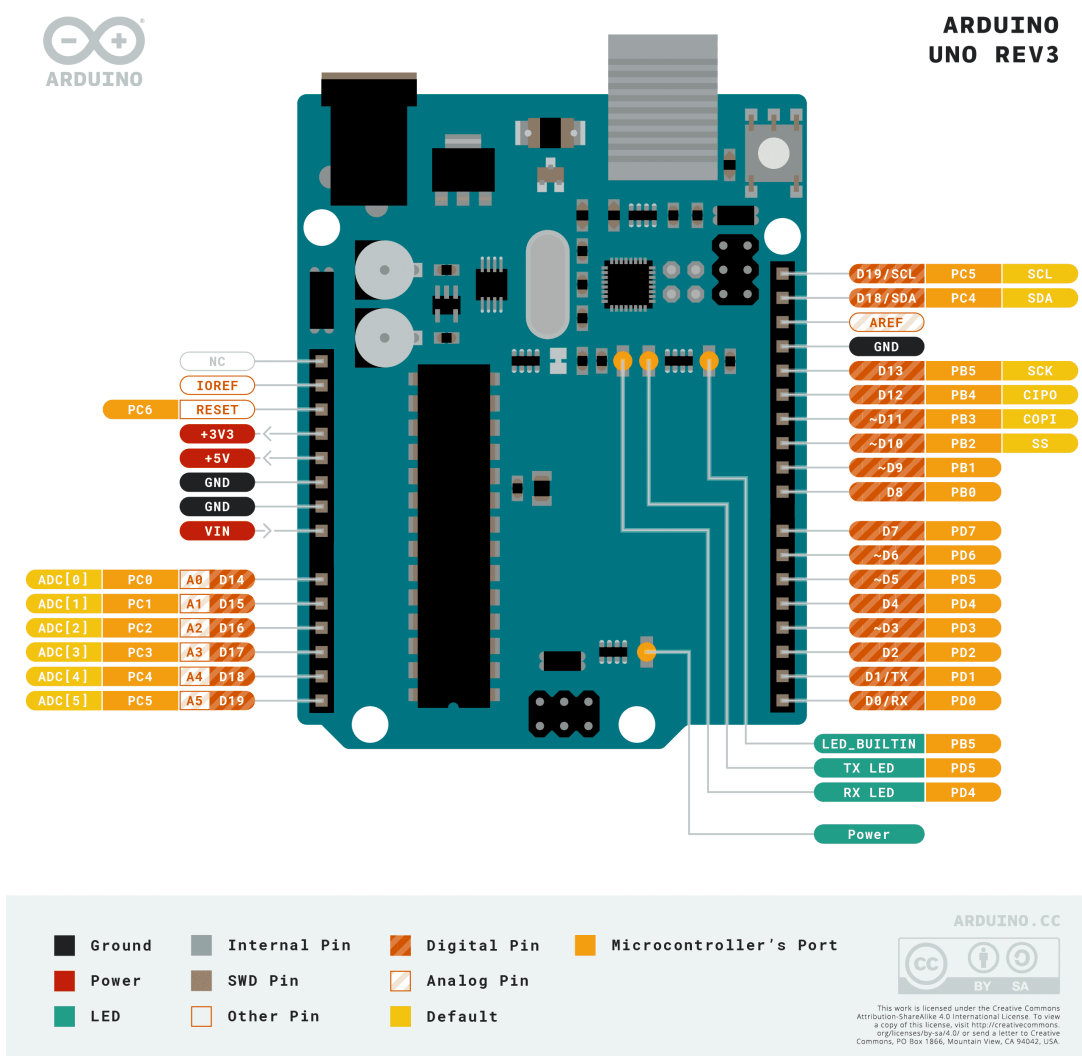 ARDUINO
ARDUINO
UNO REV3
NC
IOREF
PC6 RESET
+3V3
+5V
GND
GND
VIN
ADC[0] PC0 A0 D14
ADC[1] PC1 A1 D15
ADC[2] PC2 A2 D16
ADC[3] PC3 A3 D17
ADC[4] PC4 A4 D18
ADC[5] PC5 A5 D19
D19/SCL PC5 SCL
D18/SDA PC4 SDA
AREF
GND
D13 PB5 SCK
D12 PB4 CIPO
~D11 PB3 COPI
~D10 PB2 SS
~D9 PB1
D8 PB0
D7 PD7
~D6 PD6
~D5 PD5
D4 PD4
~D3 PD3
D2 PD2
D1/TX PD1
D0/RX PD0
LED_BUILTIN PB5
TX LED PD5
RX LED PD4
Power
Ground
Power
LED
Internal Pin
SWD Pin
Other Pin
Digital Pin
Analog Pin
Default
Microcontroller's Port
ARDUINO.CC
cc
BY SA
This work is licensed under the Creative Commons
Attribution-ShareAlike 4.0 International License. To view
a copy of this license, visit http://creativecommons.
org/licenses/by-sa/4.0/ or send a letter to Creative
Commons, PO Box 1866, Mountain View, CA 94042, USA.